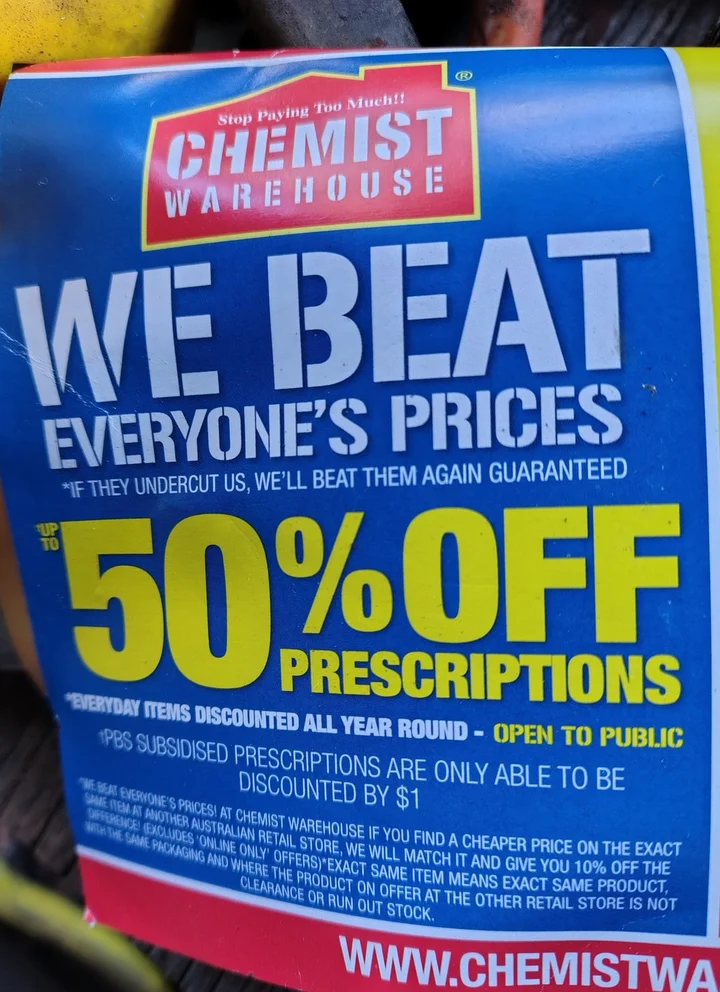 Stop Paying Too Much!!
®
CHEMIST
WAREHOUSE
WE BEAT
EVERYONE'S PRICES
*IF THEY UNDERCUT US, WE'LL BEAT THEM AGAIN GUARANTEED
*UP
TO
50%OFF
PRESCRIPTIONS
*EVERYDAY ITEMS DISCOUNTED ALL YEAR ROUND - OPEN TO PUBLIC
†PBS SUBSIDISED PRESCRIPTIONS ARE ONLY ABLE TO BE
DISCOUNTED BY $1
*WE BEAT EVERYONE'S PRICES! AT CHEMIST WAREHOUSE IF YOU FIND A CHEAPER PRICE ON THE EXACT
SAME ITEM AT ANOTHER AUSTRALIAN RETAIL STORE, WE WILL MATCH IT AND GIVE YOU 10% OFF THE
DIFFERENCE! (EXCLUDES 'ONLINE ONLY' OFFERS)*EXACT SAME ITEM MEANS EXACT SAME PRODUCT,
WITH THE SAME PACKAGING AND WHERE THE PRODUCT ON OFFER AT THE OTHER RETAIL STORE IS NOT
CLEARANCE OR RUN OUT STOCK.
WWW.CHEMISTWA